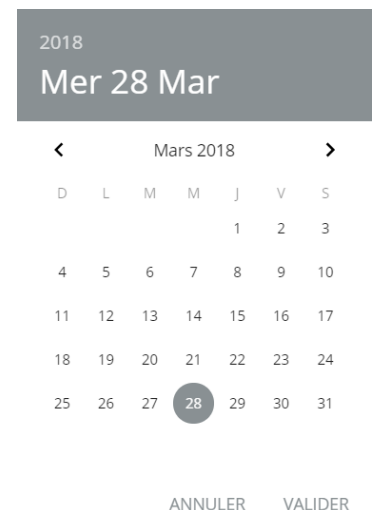 2018
Mer 28 Mar
Mars 2018
D L M M J V S
1 2 3
4 5 6 7 8 9 10
11 12 13 14 15 16 17
18 19 20 21 22 23 24
25 26 27 28 29 30 31
ANNULER VALIDER